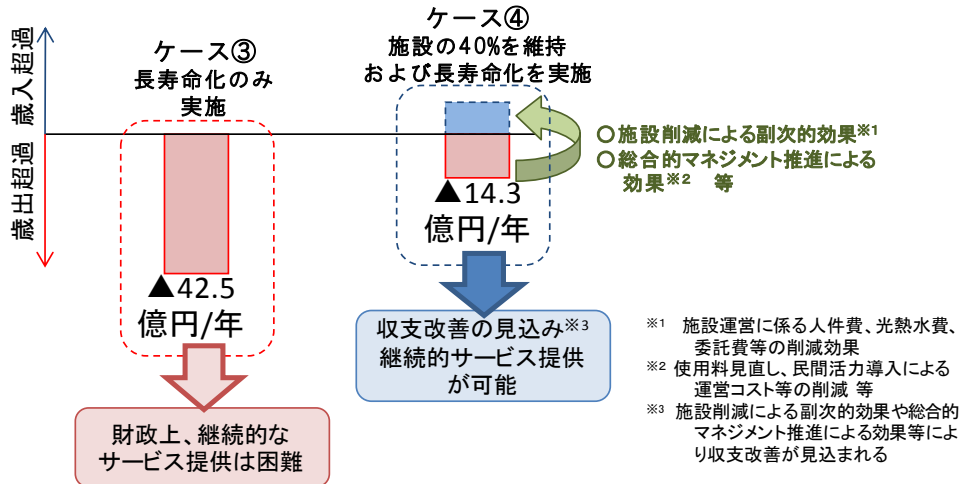 歳入超過
歳出超過
ケース③
長寿命化のみ
実施
▲42.5
億円/年
財政上、継続的な
サービス提供は困難
ケース④
施設の40%を維持
および長寿命化を実施
▲14.3
億円/年
収支改善の見込み※3
継続的サービス提供
が可能
○施設削減による副次的効果※1
○総合的マネジメント推進による
効果※2 等
※1 施設運営に係る人件費、光熱水費、
委託費等の削減効果
※2 使用料見直し、民間活力導入による
運営コスト等の削減 等
※3 施設削減による副次的効果や総合的
マネジメント推進による効果等によ
り収支改善が見込まれる